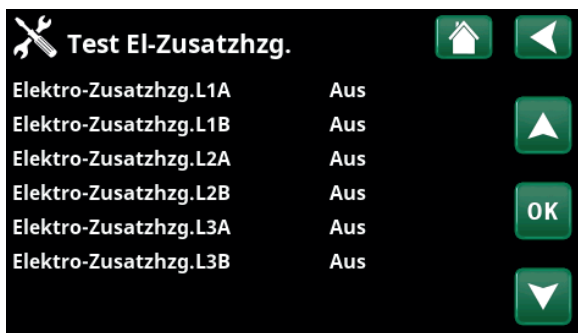 Test El-Zusatzhzg.
Elektro-Zusatzhzg.L1A Aus
Elektro-Zusatzhzg.L1B Aus
Elektro-Zusatzhzg.L2A Aus
Elektro-Zusatzhzg.L2B Aus
OK
Elektro-Zusatzhzg.L3A Aus
Elektro-Zusatzhzg.L3B Aus